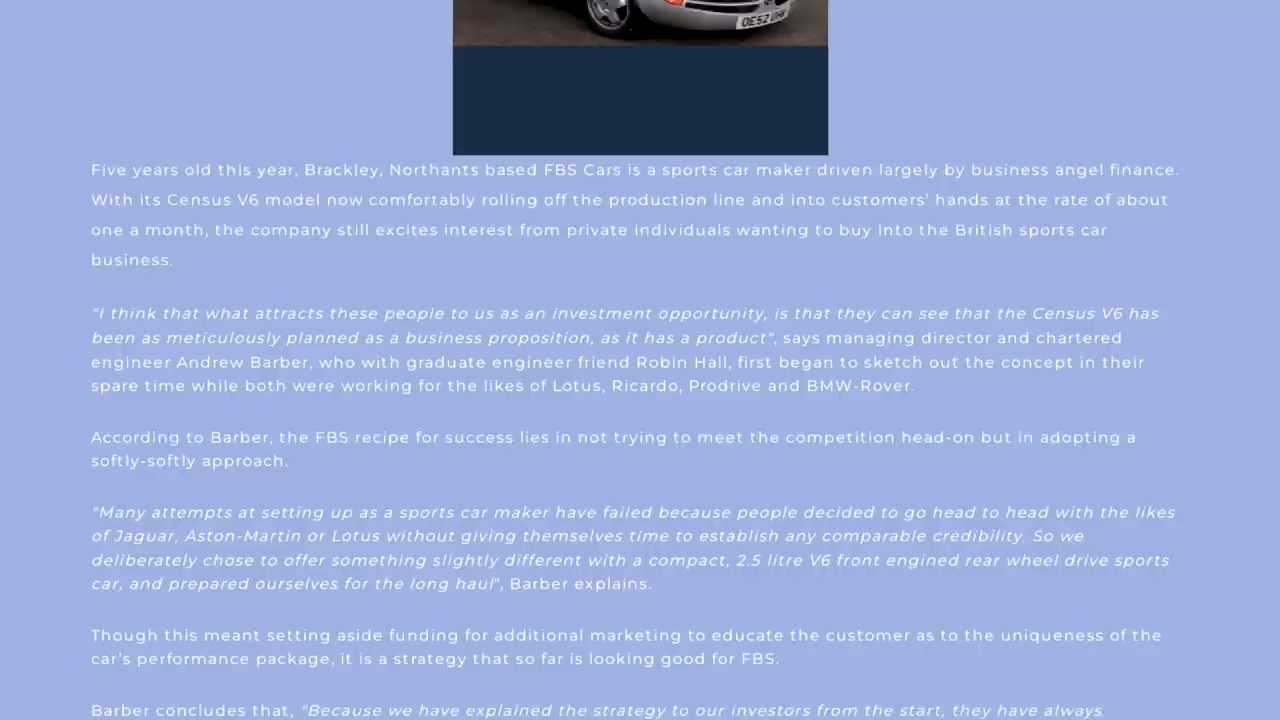 Five years old this year, Brackley, Northants based FBS Cars is a sports car maker driven largely by business angel finance.
With its Census V6 model now comfortably rolling off the production line and into customers' hands at the rate of about
one a month, the company still excites interest from private individuals wanting to buy into the British sports car
business.
"I think that what attracts these people to us as an investment opportunity, is that they can see that the Census V6 has
been as meticulously planned as a business proposition, as it has a product", says managing director and chartered
engineer Andrew Barber, who with graduate engineer friend Robin Hall, first began to sketch out the concept in their
spare time while both were working for the likes of Lotus, Ricardo, Prodrive and BMW-Rover.
According to Barber, the FBS recipe for success lies in not trying to meet the competition head-on but in adopting a
softly-softly approach.
"Many attempts at setting up as a sports car maker have failed because people decided to go head to head with the likes
of Jaguar, Aston-Martin or Lotus without giving themselves time to establish any comparable credibility. So we
deliberately chose to offer something slightly different with a compact, 2.5 litre V6 front engined rear wheel drive sports
car, and prepared ourselves for the long haul", Barber explains.
Though this meant setting aside funding for additional marketing to educate the customer as to the uniqueness of the
car's performance package, it is a strategy that so far is looking good for FBS.
Barber concludes that, "Because we have explained the strategy to our investors from the start, they have always